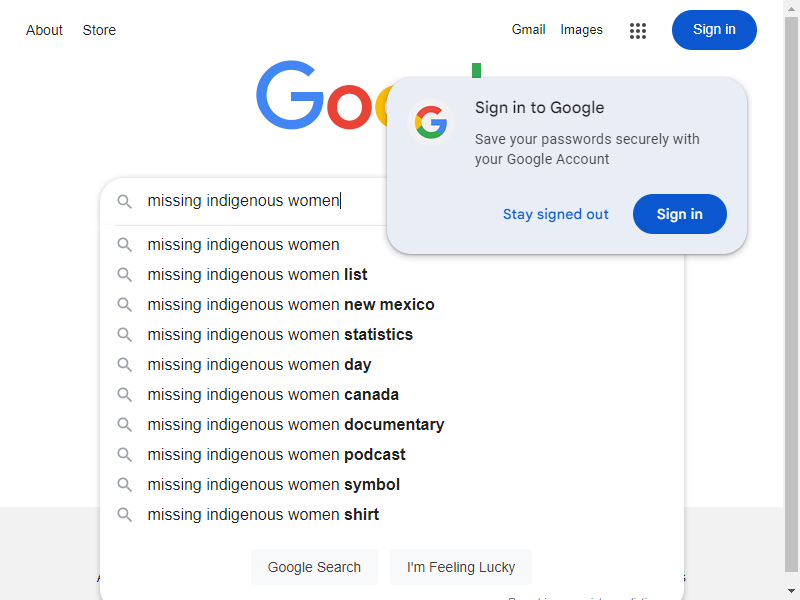 About Store Gmail Images Sign in
Goo
Sign in to Google
Save your passwords securely with
your Google Account
Stay signed out Sign in
missing indigenous women
missing indigenous women
missing indigenous women list
missing indigenous women new mexico
missing indigenous women statistics
missing indigenous women day
missing indigenous women canada
missing indigenous women documentary
missing indigenous women podcast
missing indigenous women symbol
missing indigenous women shirt
Google Search I'm Feeling Lucky